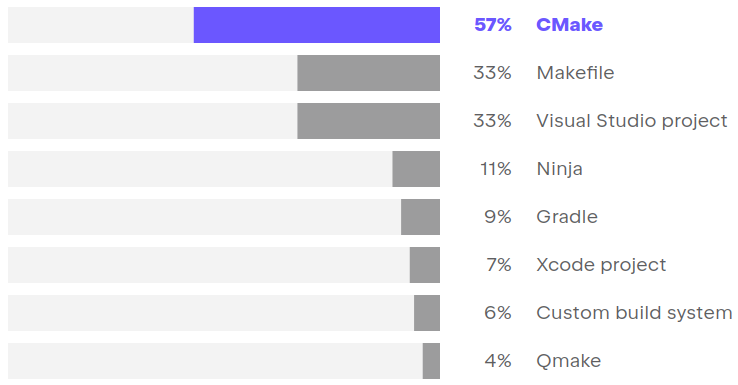 57% CMake
33% Makefile
33% Visual Studio project
11% Ninja
9% Gradle
7% Xcode project
6% Custom build system
4% Qmake